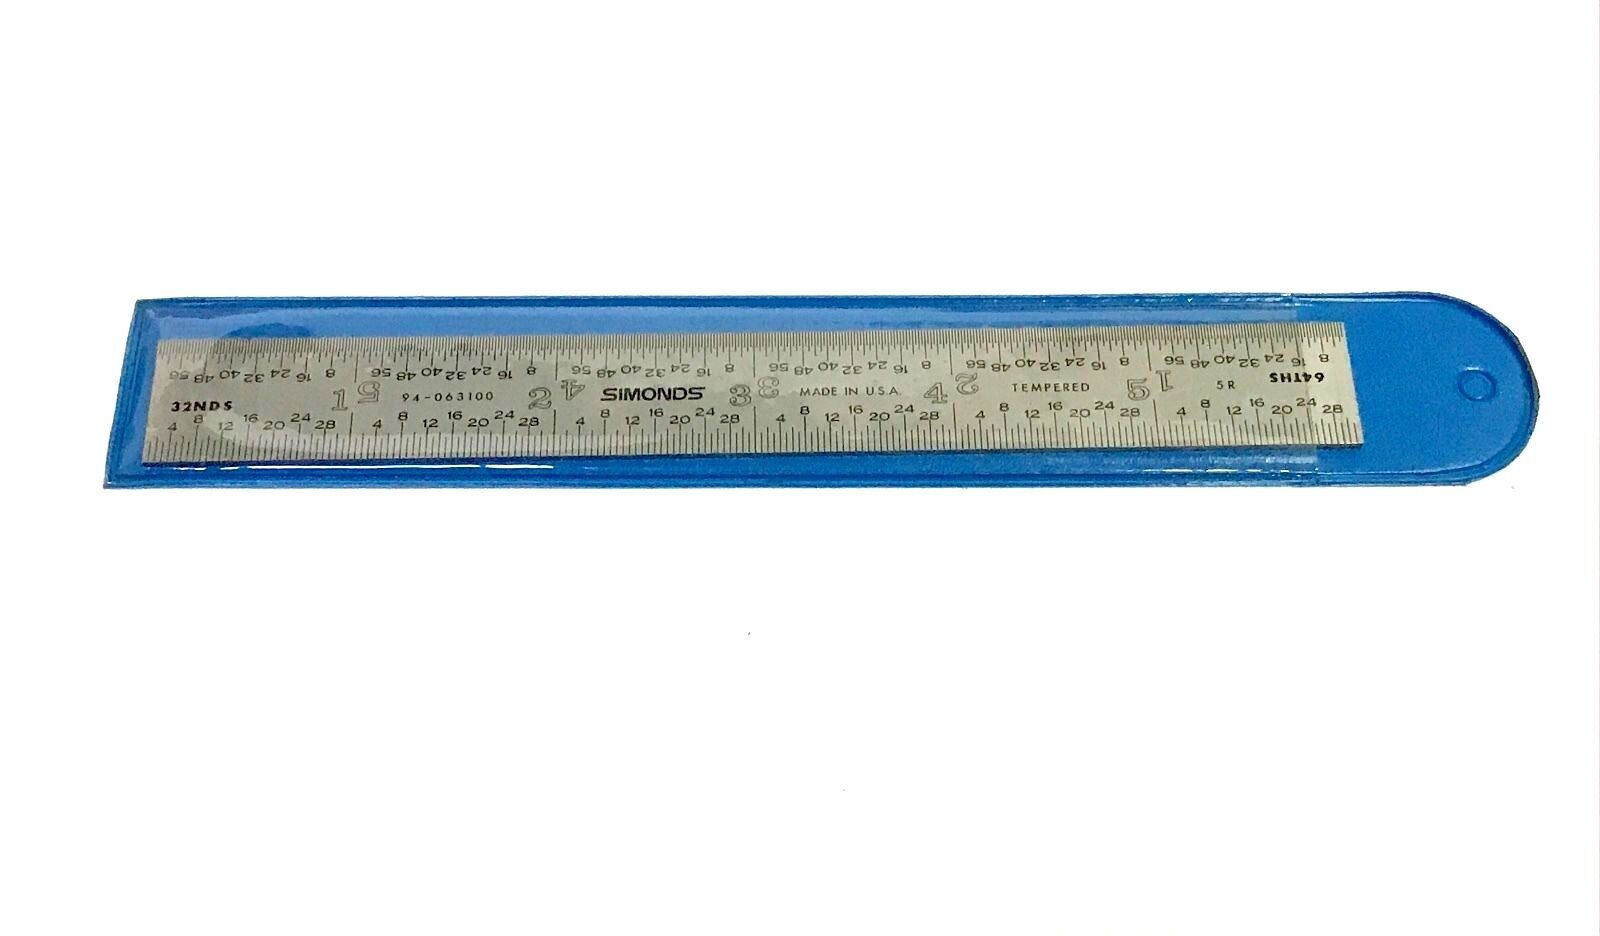 8 16 24 32 40 48 56 8 16 24 32 40 48 56 8 16 24 32 40 48 56 8 16 24 32 40 48 56 8 16 24 32 40 48 56 8 16 24 32 40 48 56
64THS
1 2 3 4 5
32NDS 1 94-063100 2 SIMONDS 3 MADE IN U.S.A. 4 TEMPERED 5 5R
4 8 12 16 20 24 28 4 8 12 16 20 24 28 4 8 12 16 20 24 28 4 8 12 16 20 24 28 4 8 12 16 20 24 28 4 8 12 16 20 24 28